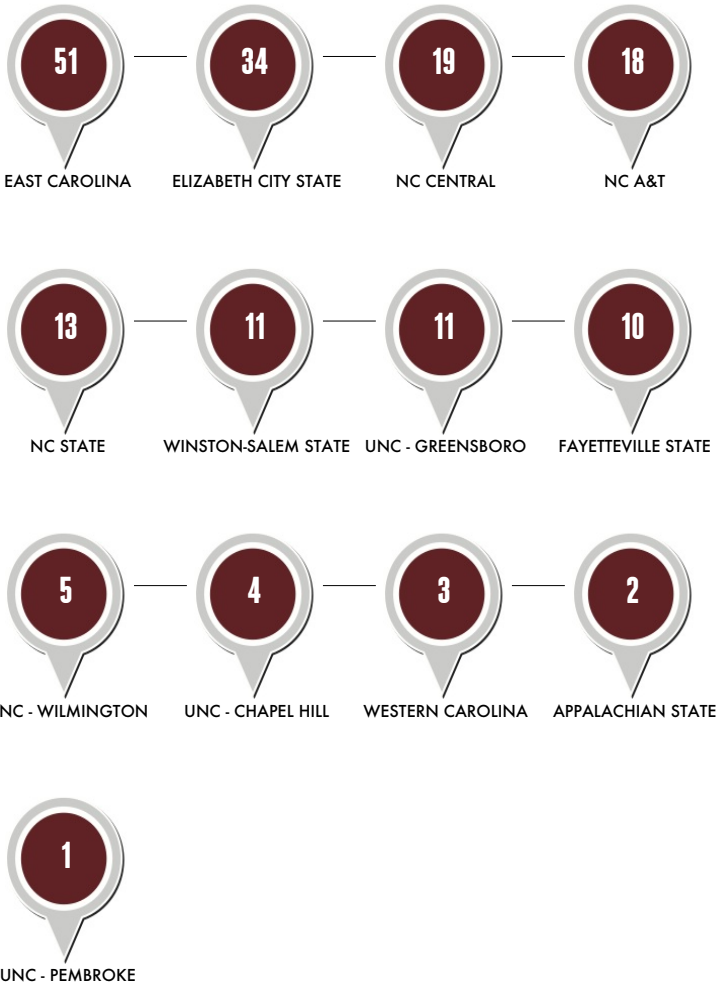 51 34 19 18
EAST CAROLINA ELIZABETH CITY STATE NC CENTRAL NC A&T
13 11 11 10
NC STATE WINSTON-SALEM STATE UNC - GREENSBORO FAYETTEVILLE STATE
5 4 3 2
NC - WILMINGTON UNC - CHAPEL HILL WESTERN CAROLINA APPALACHIAN STATE
1
UNC - PEMBROKE